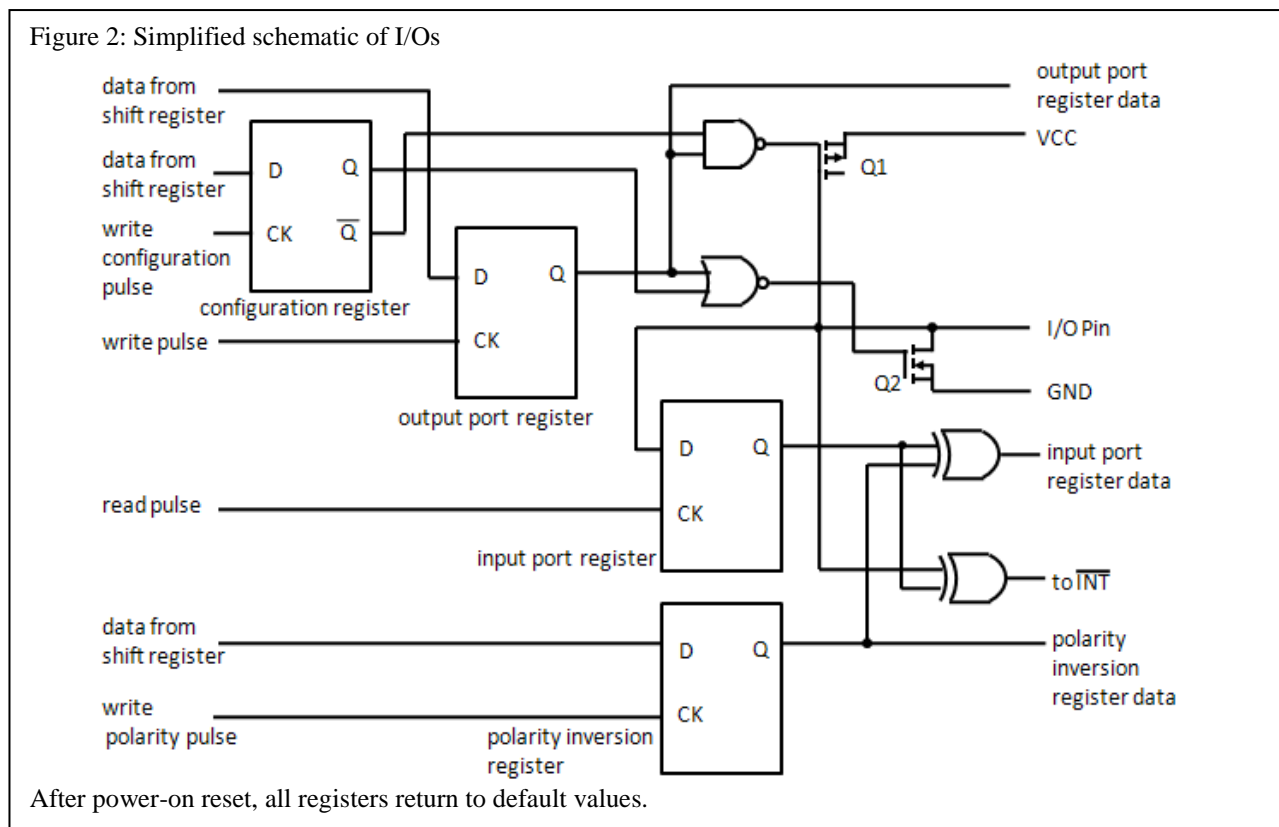 Figure 2: Simplified schematic of I/Os
data from
shift register
output port
register data
VCC
Q1
data from
shift register
D
Q
write
configuration
pulse
CK
Q̅
configuration register
D
Q
write pulse
CK
output port register
I/O Pin
Q2
GND
D
Q
input port
register data
read pulse
CK
input port register
to I̅N̅T̅
data from
shift register
D
Q
polarity
inversion
register data
write
polarity pulse
CK
polarity inversion
register
After power-on reset, all registers return to default values.